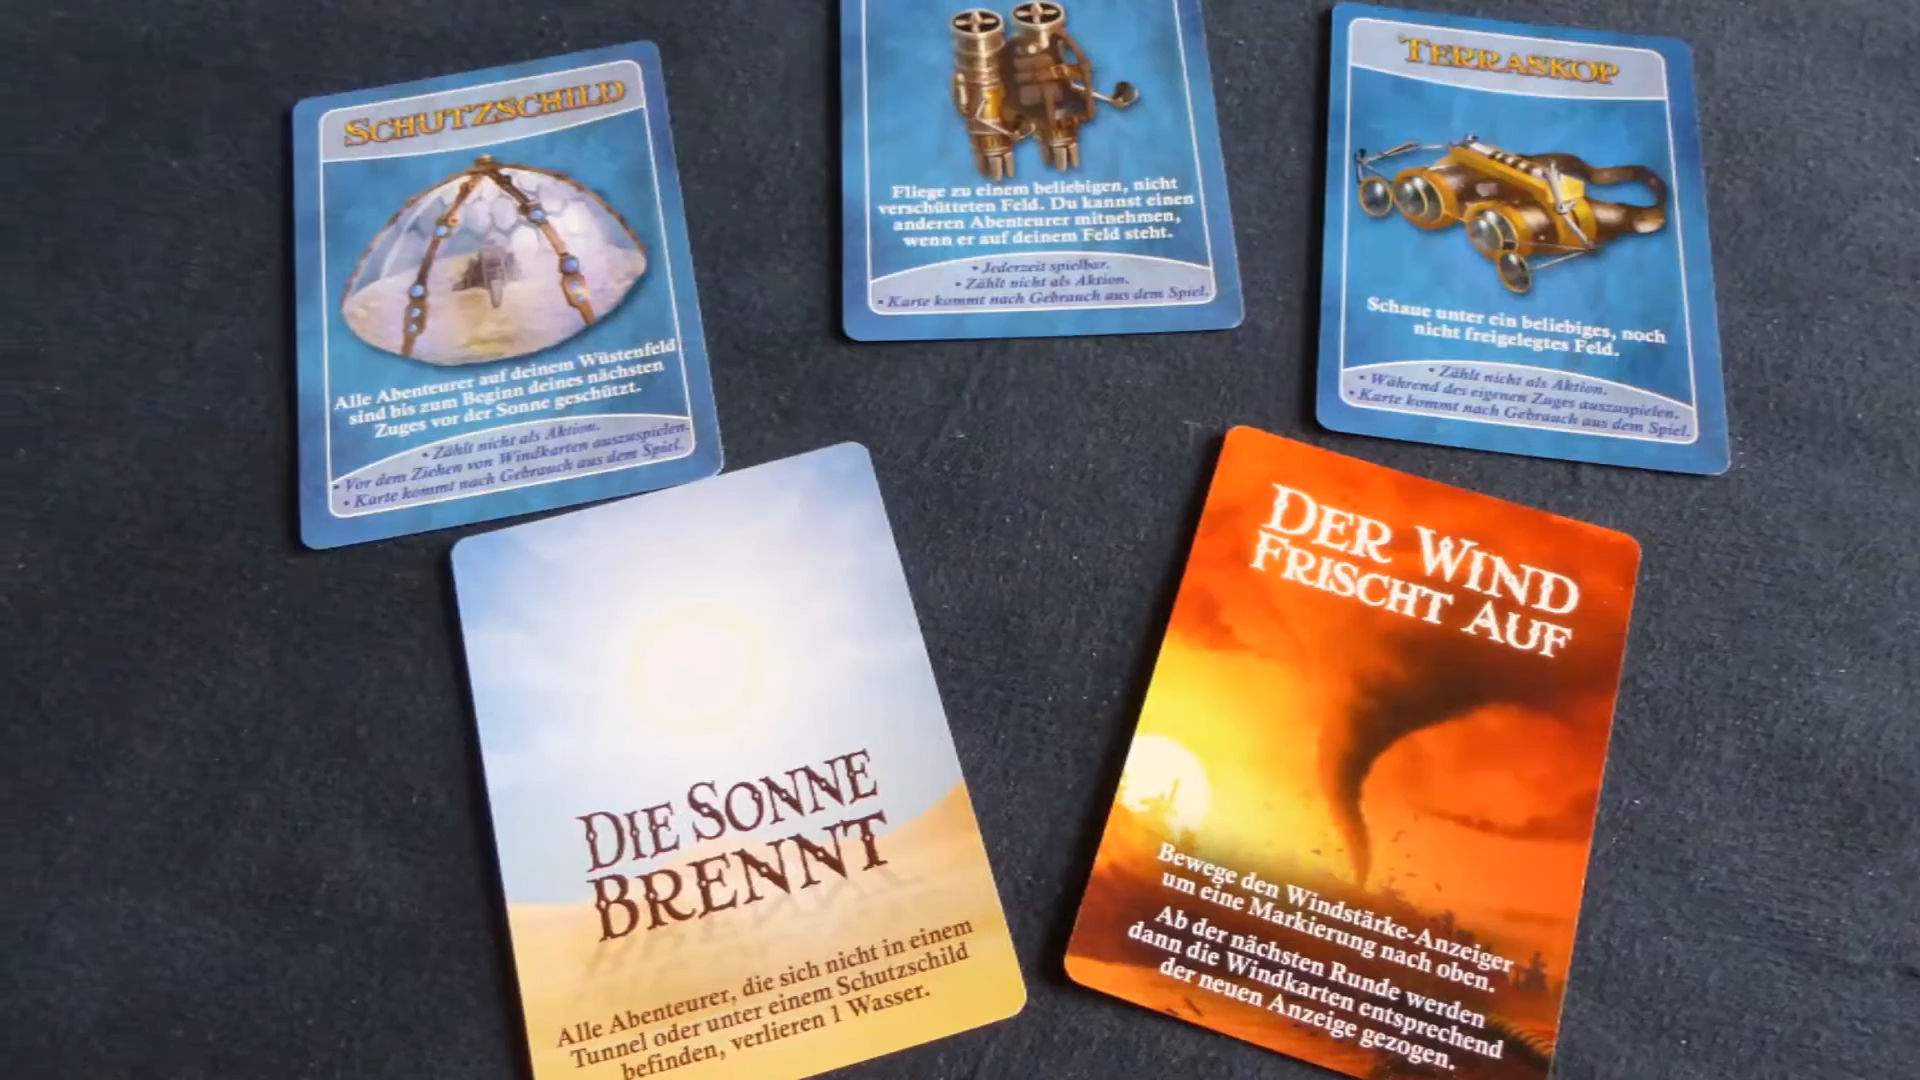 SCHUTZSCHILD
Alle Abenteurer auf deinem Wüstenfeld
sind bis zum Beginn deines nächsten
Zuges vor der Sonne geschützt.
• Zählt nicht als Aktion.
• Vor dem Ziehen von Windkarten auszuspielen.
• Karte kommt nach Gebrauch aus dem Spiel.
Fliege zu einem beliebigen, nicht
verschütteten Feld. Du kannst einen
anderen Abenteurer mitnehmen,
wenn er auf deinem Feld steht.
• Jederzeit spielbar.
• Zählt nicht als Aktion.
• Karte kommt nach Gebrauch aus dem Spiel.
TERRASKOP
Schaue unter ein beliebiges, noch
nicht freigelegtes Feld.
• Zählt nicht als Aktion.
• Während des eigenen Zuges auszuspielen.
• Karte kommt nach Gebrauch aus dem Spiel.
DIE SONNE
BRENNT
Alle Abenteurer, die sich nicht in einem
Tunnel oder unter einem Schutzschild
befinden, verlieren 1 Wasser.
DER WIND
FRISCHT AUF
Bewege den Windstärke-Anzeiger
um eine Markierung nach oben.
Ab der nächsten Runde werden
dann die Windkarten entsprechend
der neuen Anzeige gezogen.